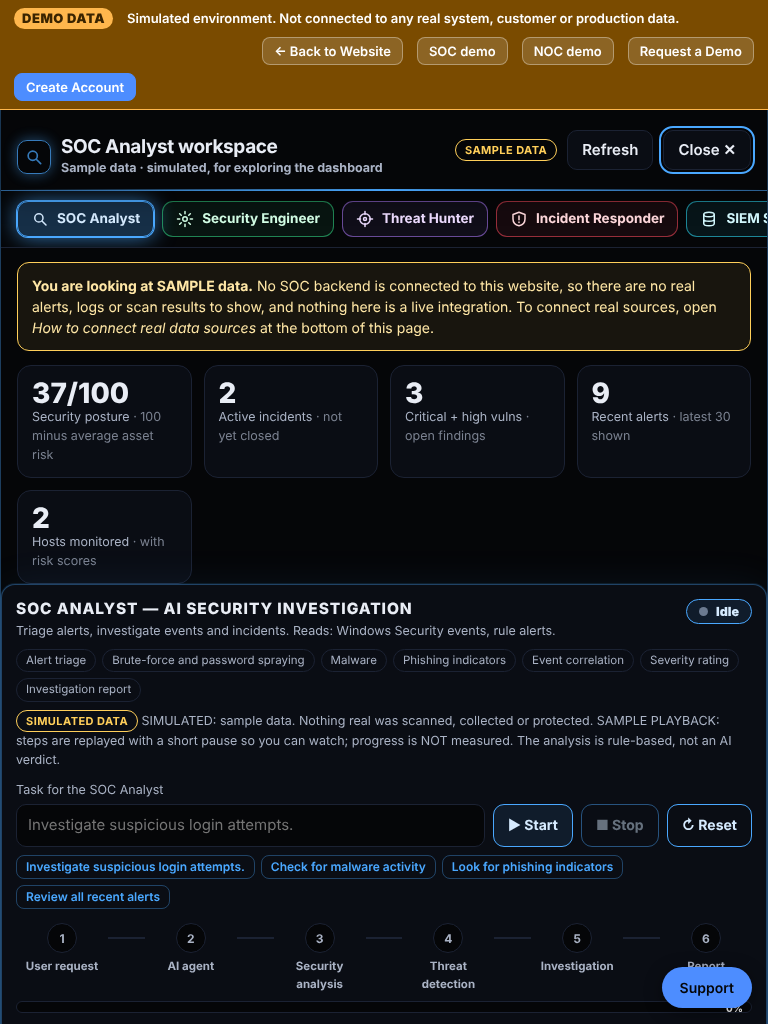 DEMO DATA Simulated environment. Not connected to any real system, customer or production data.
← Back to Website SOC demo NOC demo Request a Demo
Create Account
SOC Analyst workspace
Sample data · simulated, for exploring the dashboard
SAMPLE DATA Refresh Close ✕
SOC Analyst Security Engineer Threat Hunter Incident Responder SIEM S
You are looking at SAMPLE data. No SOC backend is connected to this website, so there are no real
alerts, logs or scan results to show, and nothing here is a live integration. To connect real sources, open
How to connect real data sources at the bottom of this page.
37/100
Security posture · 100
minus average asset
risk
2
Active incidents · not
yet closed
3
Critical + high vulns ·
open findings
9
Recent alerts · latest 30
shown
2
Hosts monitored · with
risk scores
SOC ANALYST — AI SECURITY INVESTIGATION
Idle
Triage alerts, investigate events and incidents. Reads: Windows Security events, rule alerts.
Alert triage Brute-force and password spraying Malware Phishing indicators Event correlation Severity rating
Investigation report
SIMULATED DATA SIMULATED: sample data. Nothing real was scanned, collected or protected. SAMPLE PLAYBACK:
steps are replayed with a short pause so you can watch; progress is NOT measured. The analysis is rule-based, not an AI
verdict.
Task for the SOC Analyst
Investigate suspicious login attempts. ▶ Start ■ Stop ↻ Reset
Investigate suspicious login attempts. Check for malware activity Look for phishing indicators
Review all recent alerts
1 2 3 4 5 6
User request AI agent Security
analysis Threat
detection Investigation Report
Support
0%